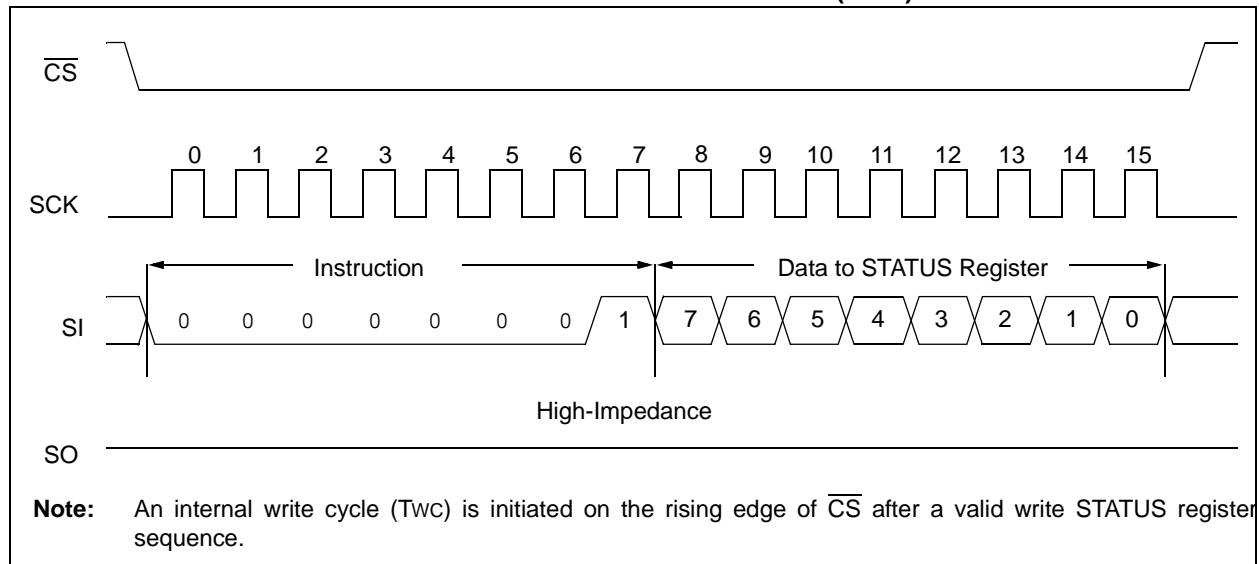 CS
0 1 2 3 4 5 6 7 8 9 10 11 12 13 14 15
SCK
Instruction Data to STATUS Register
SI 0 0 0 0 0 0 0 1 7 6 5 4 3 2 1 0
High-Impedance
SO
Note: An internal write cycle (TWC) is initiated on the rising edge of CS after a valid write STATUS register
sequence.